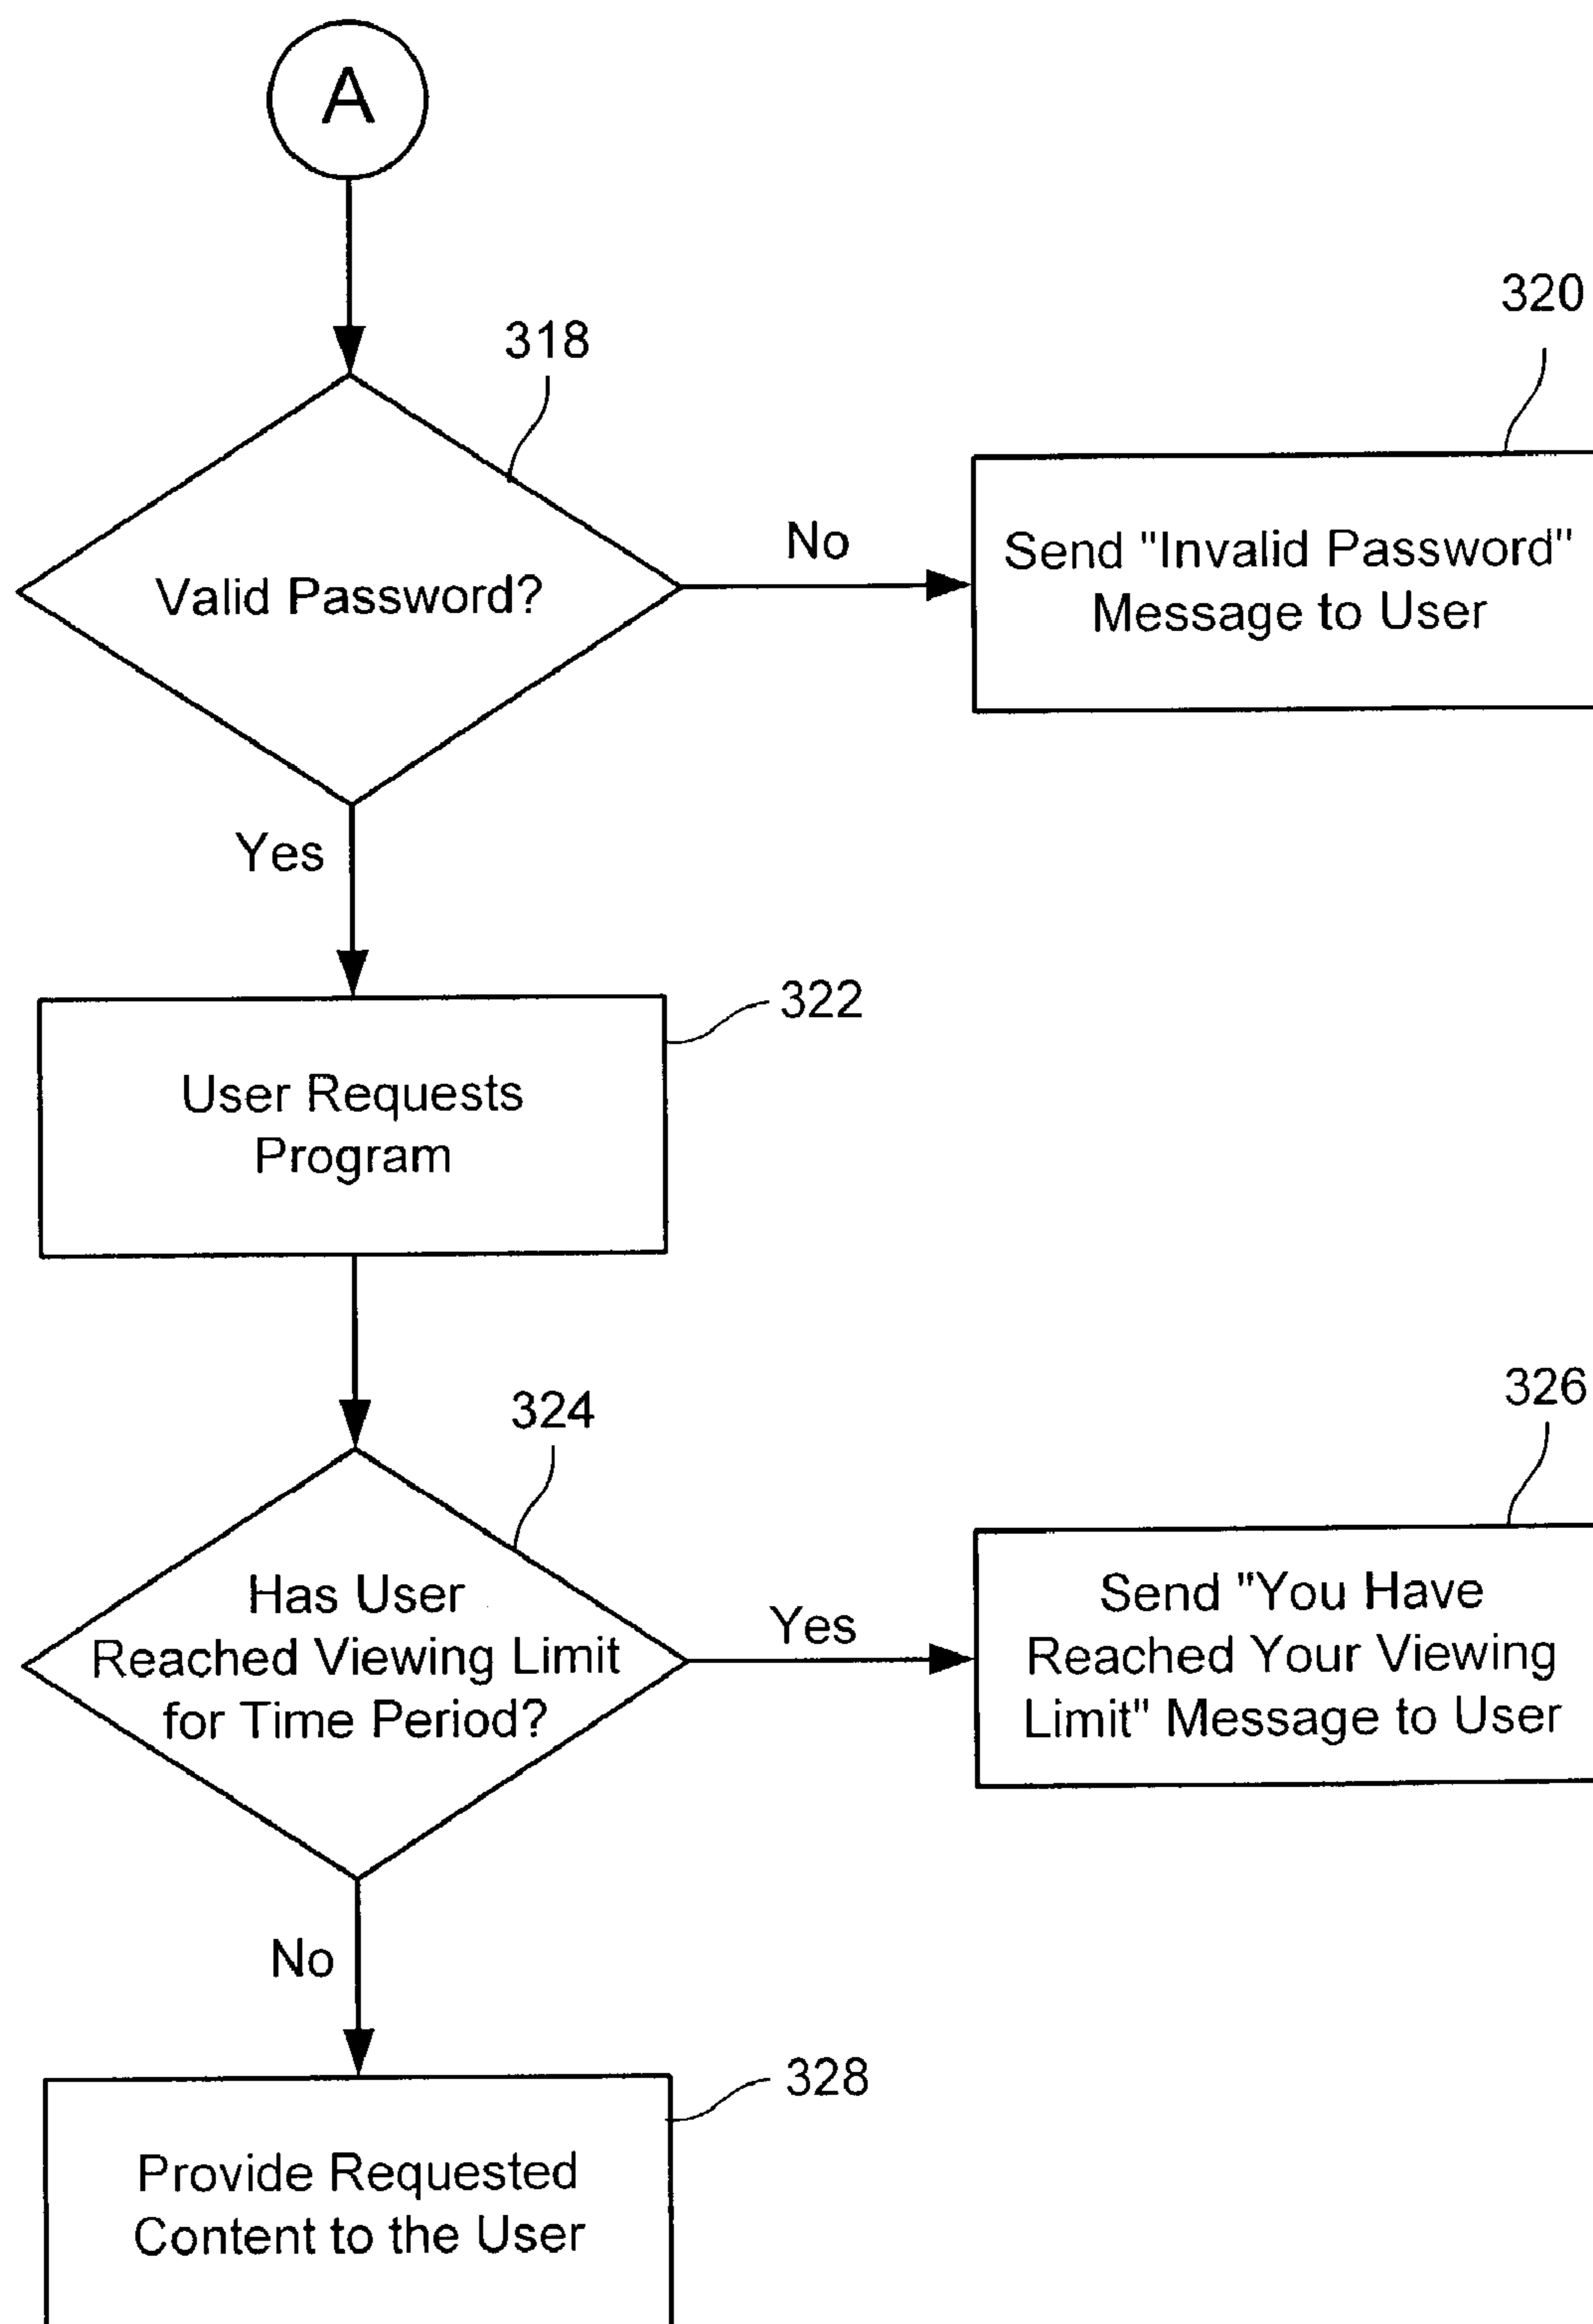 A
318
320
Valid Password?
No
Send "Invalid Password"
Message to User
Yes
322
User Requests
Program
324
326
Has User
Reached Viewing Limit
for Time Period?
Yes
Send "You Have
Reached Your Viewing
Limit" Message to User
No
328
Provide Requested
Content to the User